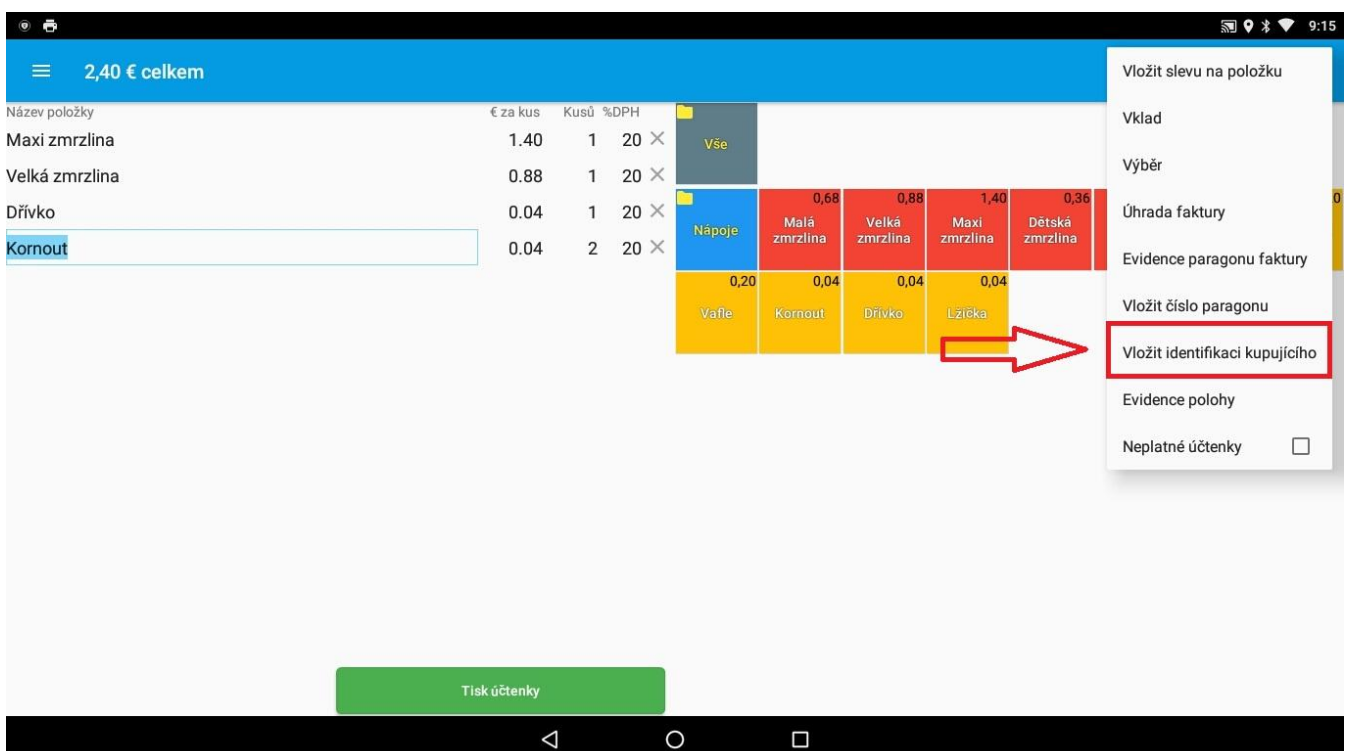 9:15
2,40 € celkem
Název položky € za kus Kusů %DPH
Maxi zmrzlina 1.40 1 20
Velká zmrzlina 0.88 1 20
Dřívko 0.04 1 20
Kornout 0.04 2 20
Vše
Nápoje
0,68
Malá
zmrzlina
0,88
Velká
zmrzlina
1,40
Maxi
zmrzlina
0,36
Dětská
zmrzlina
0
0,20
Vafle
0,04
Kornout
0,04
Dřívko
0,04
Lžička
Vložit slevu na položku
Vklad
Výběr
Úhrada faktury
Evidence paragonu faktury
Vložit číslo paragonu
Vložit identifikaci kupujícího
Evidence polohy
Neplatné účtenky
Tisk účtenky